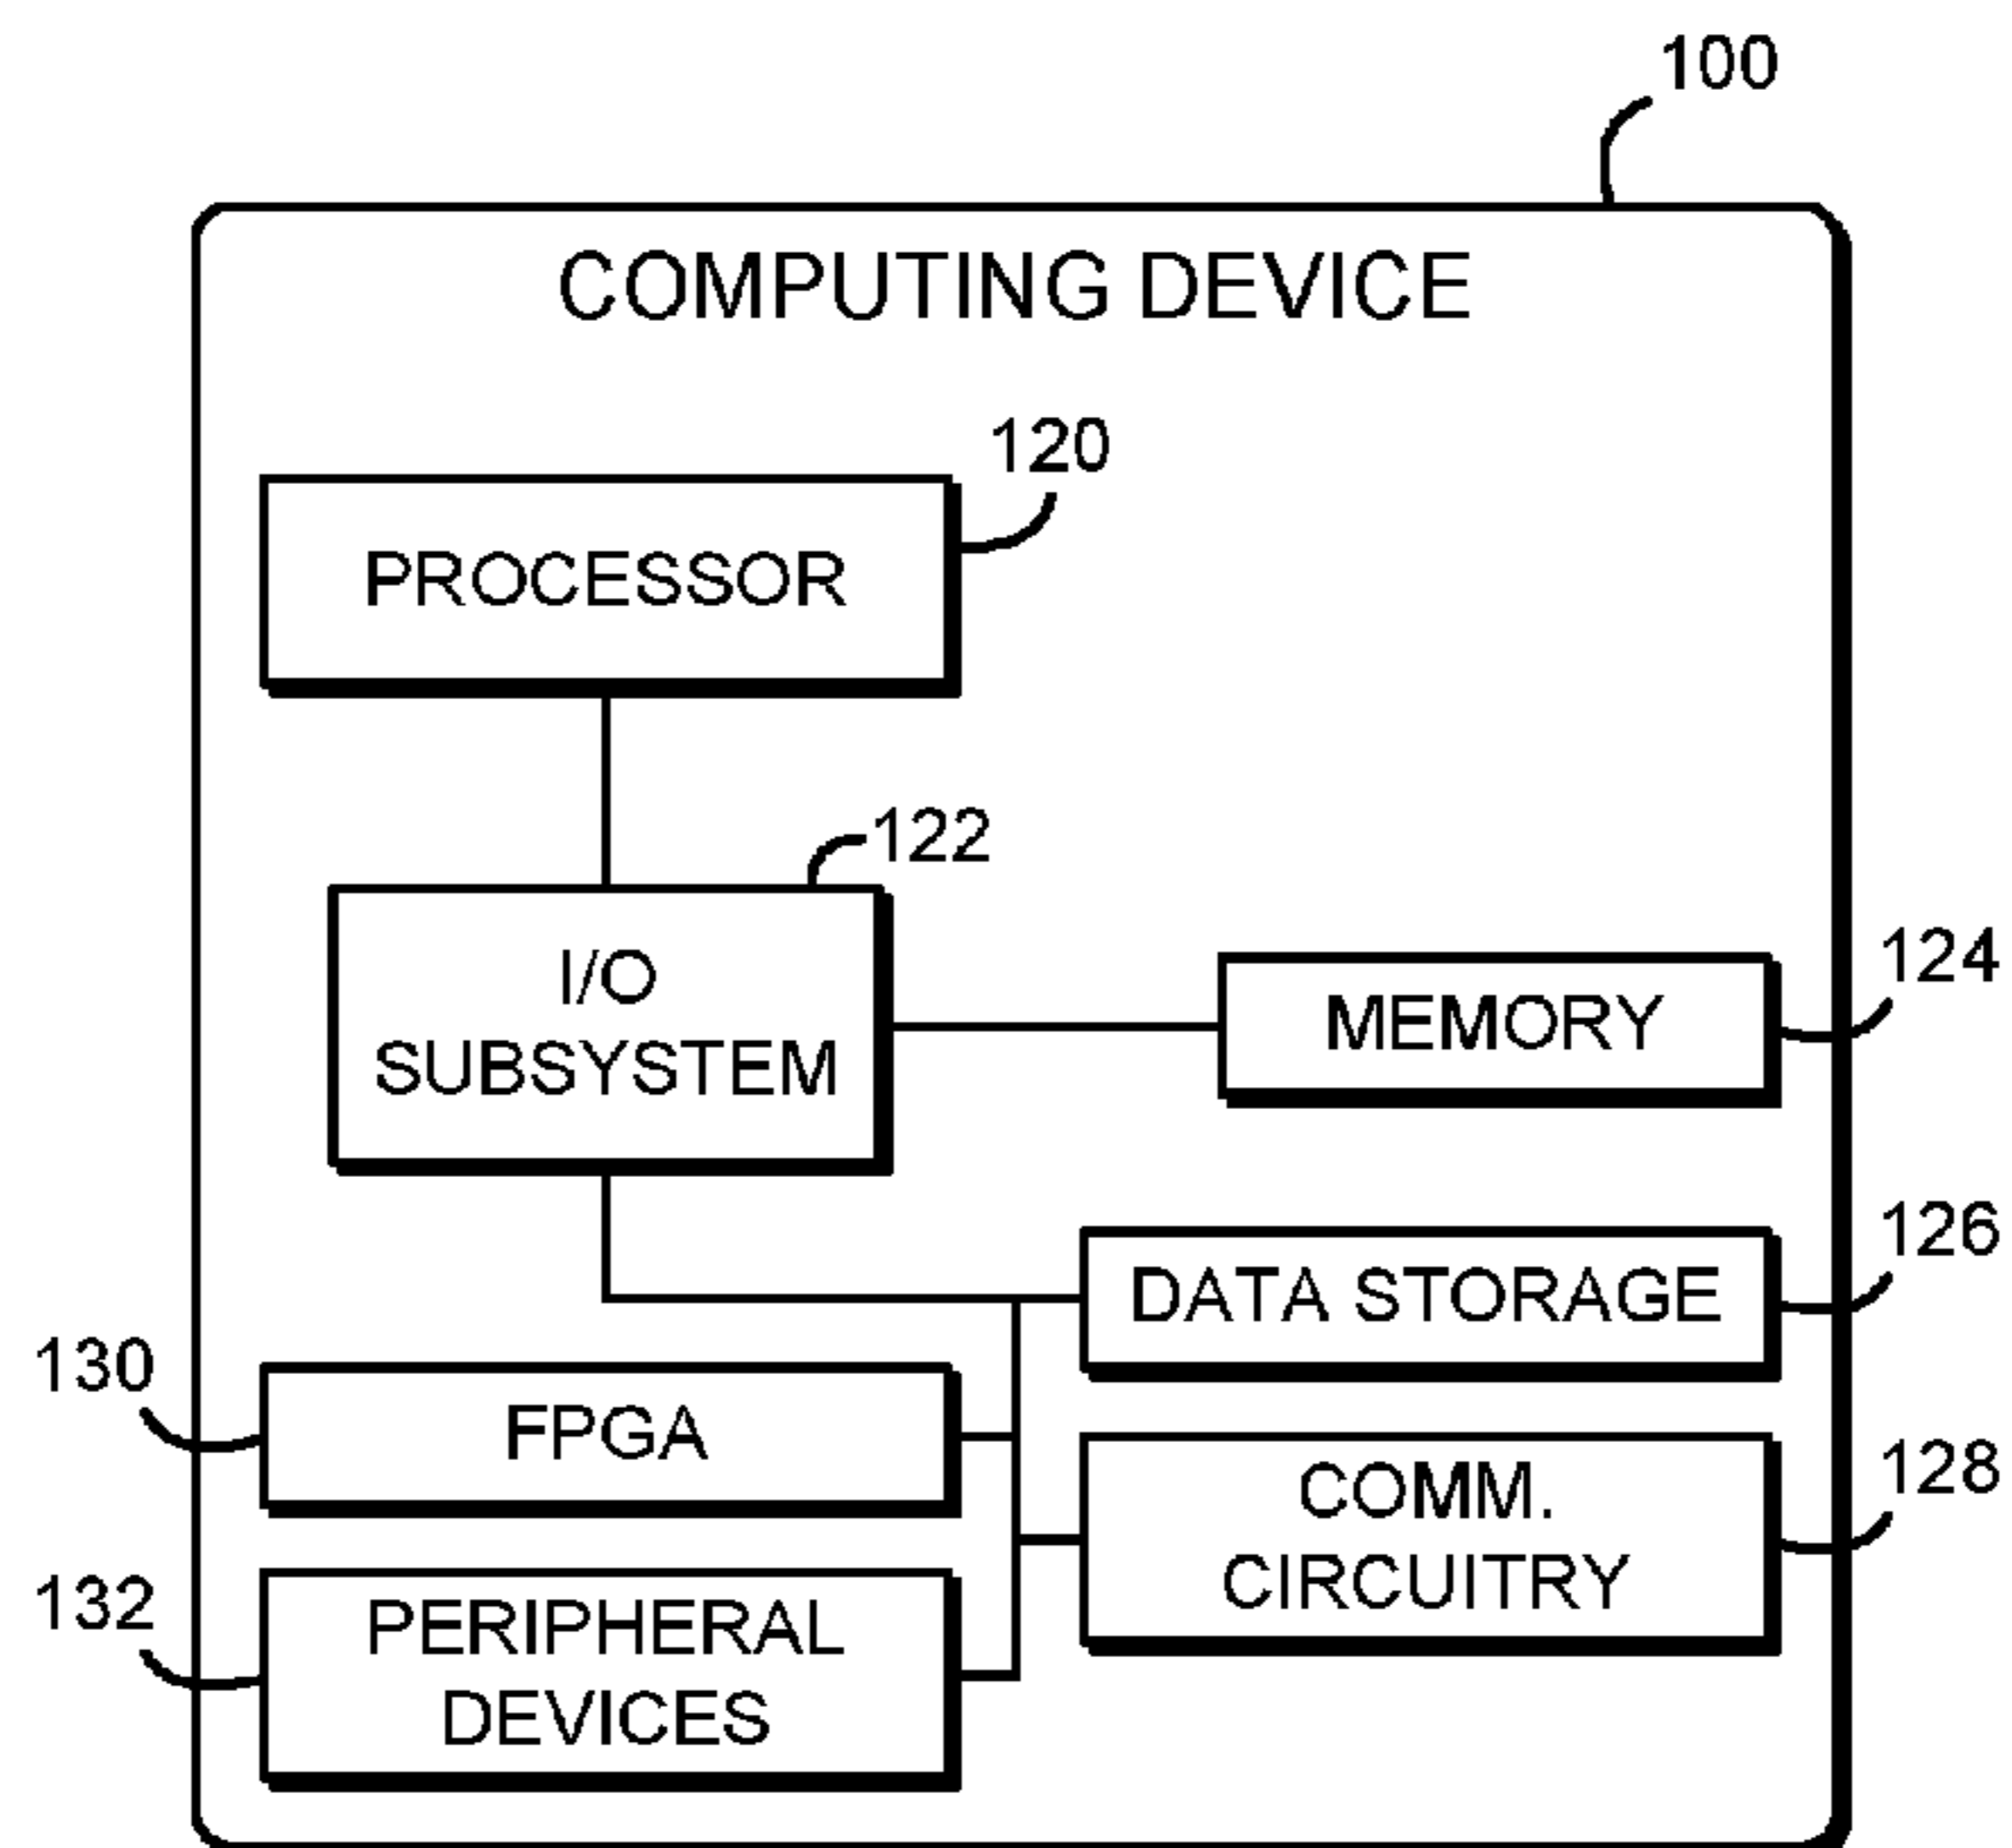 100
COMPUTING DEVICE
120
PROCESSOR
122
I/O
SUBSYSTEM
124
MEMORY
126
DATA STORAGE
130
FPGA
128
COMM.
CIRCUITRY
132
PERIPHERAL
DEVICES